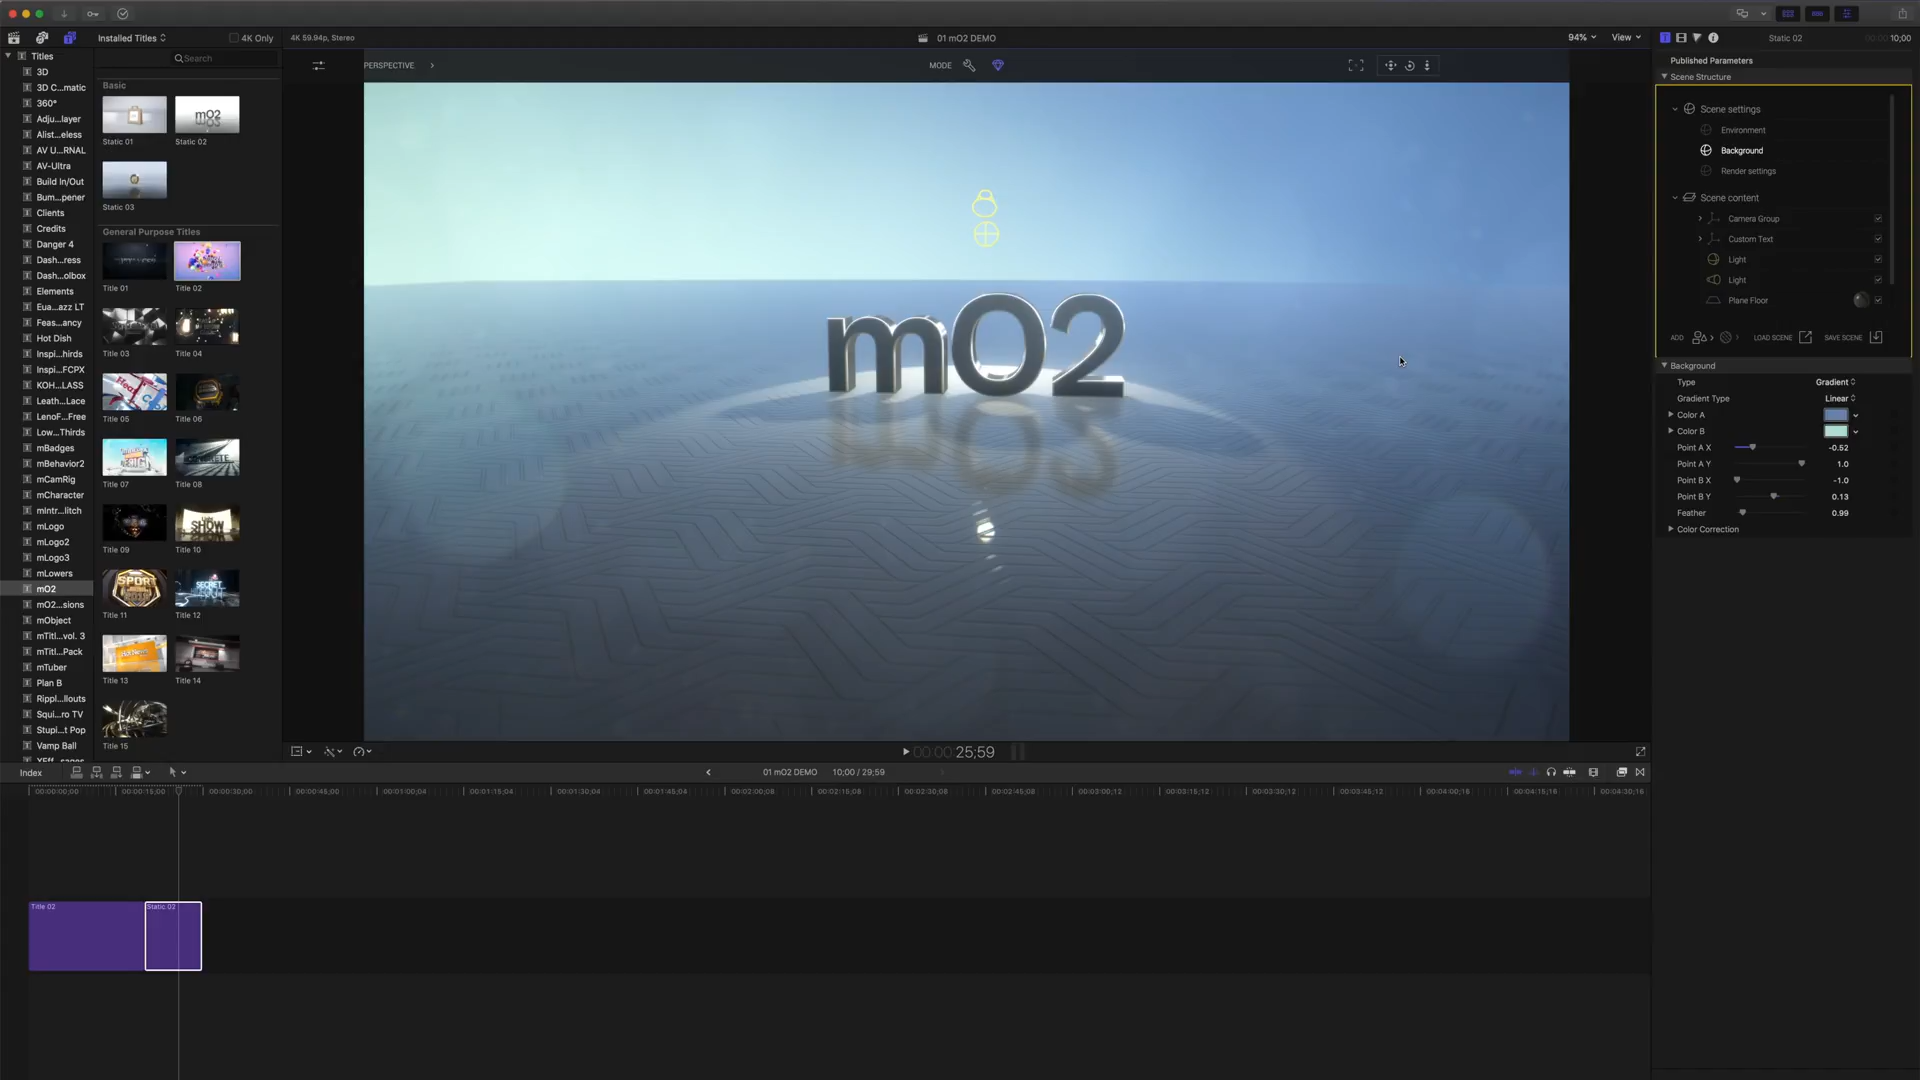 Installed Titles
4K Only
4K 59.94p, Stereo
01 mO2 DEMO
94%
View
Static 02
10;00
Titles
3D
3D C...matic
360°
Adju...layer
Alist...eless
AV U...RNAL
AV-Ultra
Build In/Out
Bum...pener
Clients
Credits
Danger 4
Dash...ress
Dash...olbox
Elements
Eua...azz LT
Feas...ancy
Hot Dish
Inspi...hirds
Inspi...FCPX
KOH...LASS
Leath...Lace
LenoF...Free
Low...Thirds
mBadges
mBehavior2
mCamRig
mCharacter
mIntr...litch
mLogo
mLogo2
mLogo3
mLowers
mO2
mO2...sions
mObject
mTitl...vol. 3
mTitl...Pack
mTuber
Plan B
Rippl...llouts
Squi...ro TV
Stupi...t Pop
Vamp Ball
Search
Basic
mO2
Static 01
Static 02
Static 03
General Purpose Titles
Title 01
Title 02
Title 03
Title 04
Title 05
Title 06
Title 07
Title 08
Title 09
SHOW
Title 10
SPORT
SECRET
Title 11
Title 12
Title 13
Title 14
Title 15
PERSPECTIVE
MODE
mO2
00:00:25;59
Published Parameters
Scene Structure
Scene settings
Environment
Background
Render settings
Scene content
Camera Group
Custom Text
Light
Light
Plane Floor
ADD
LOAD SCENE
SAVE SCENE
Background
Type
Gradient
Gradient Type
Linear
Color A
Color B
Point A X
-0.52
Point A Y
1.0
Point B X
-1.0
Point B Y
0.13
Feather
0.99
Color Correction
Index
01 mO2 DEMO
10;00 / 29;59
00:00:00;00
00:00:15;00
00:00:30;00
00:00:45;00
00:01:00;04
00:01:15;04
00:01:30;04
00:01:45;04
00:02:00;08
00:02:15;08
00:02:30;08
00:02:45;08
00:03:00;12
00:03:15;12
00:03:30;12
00:03:45;12
00:04:00;16
00:04:15;16
00:04:30;16
Title 02
Static 02